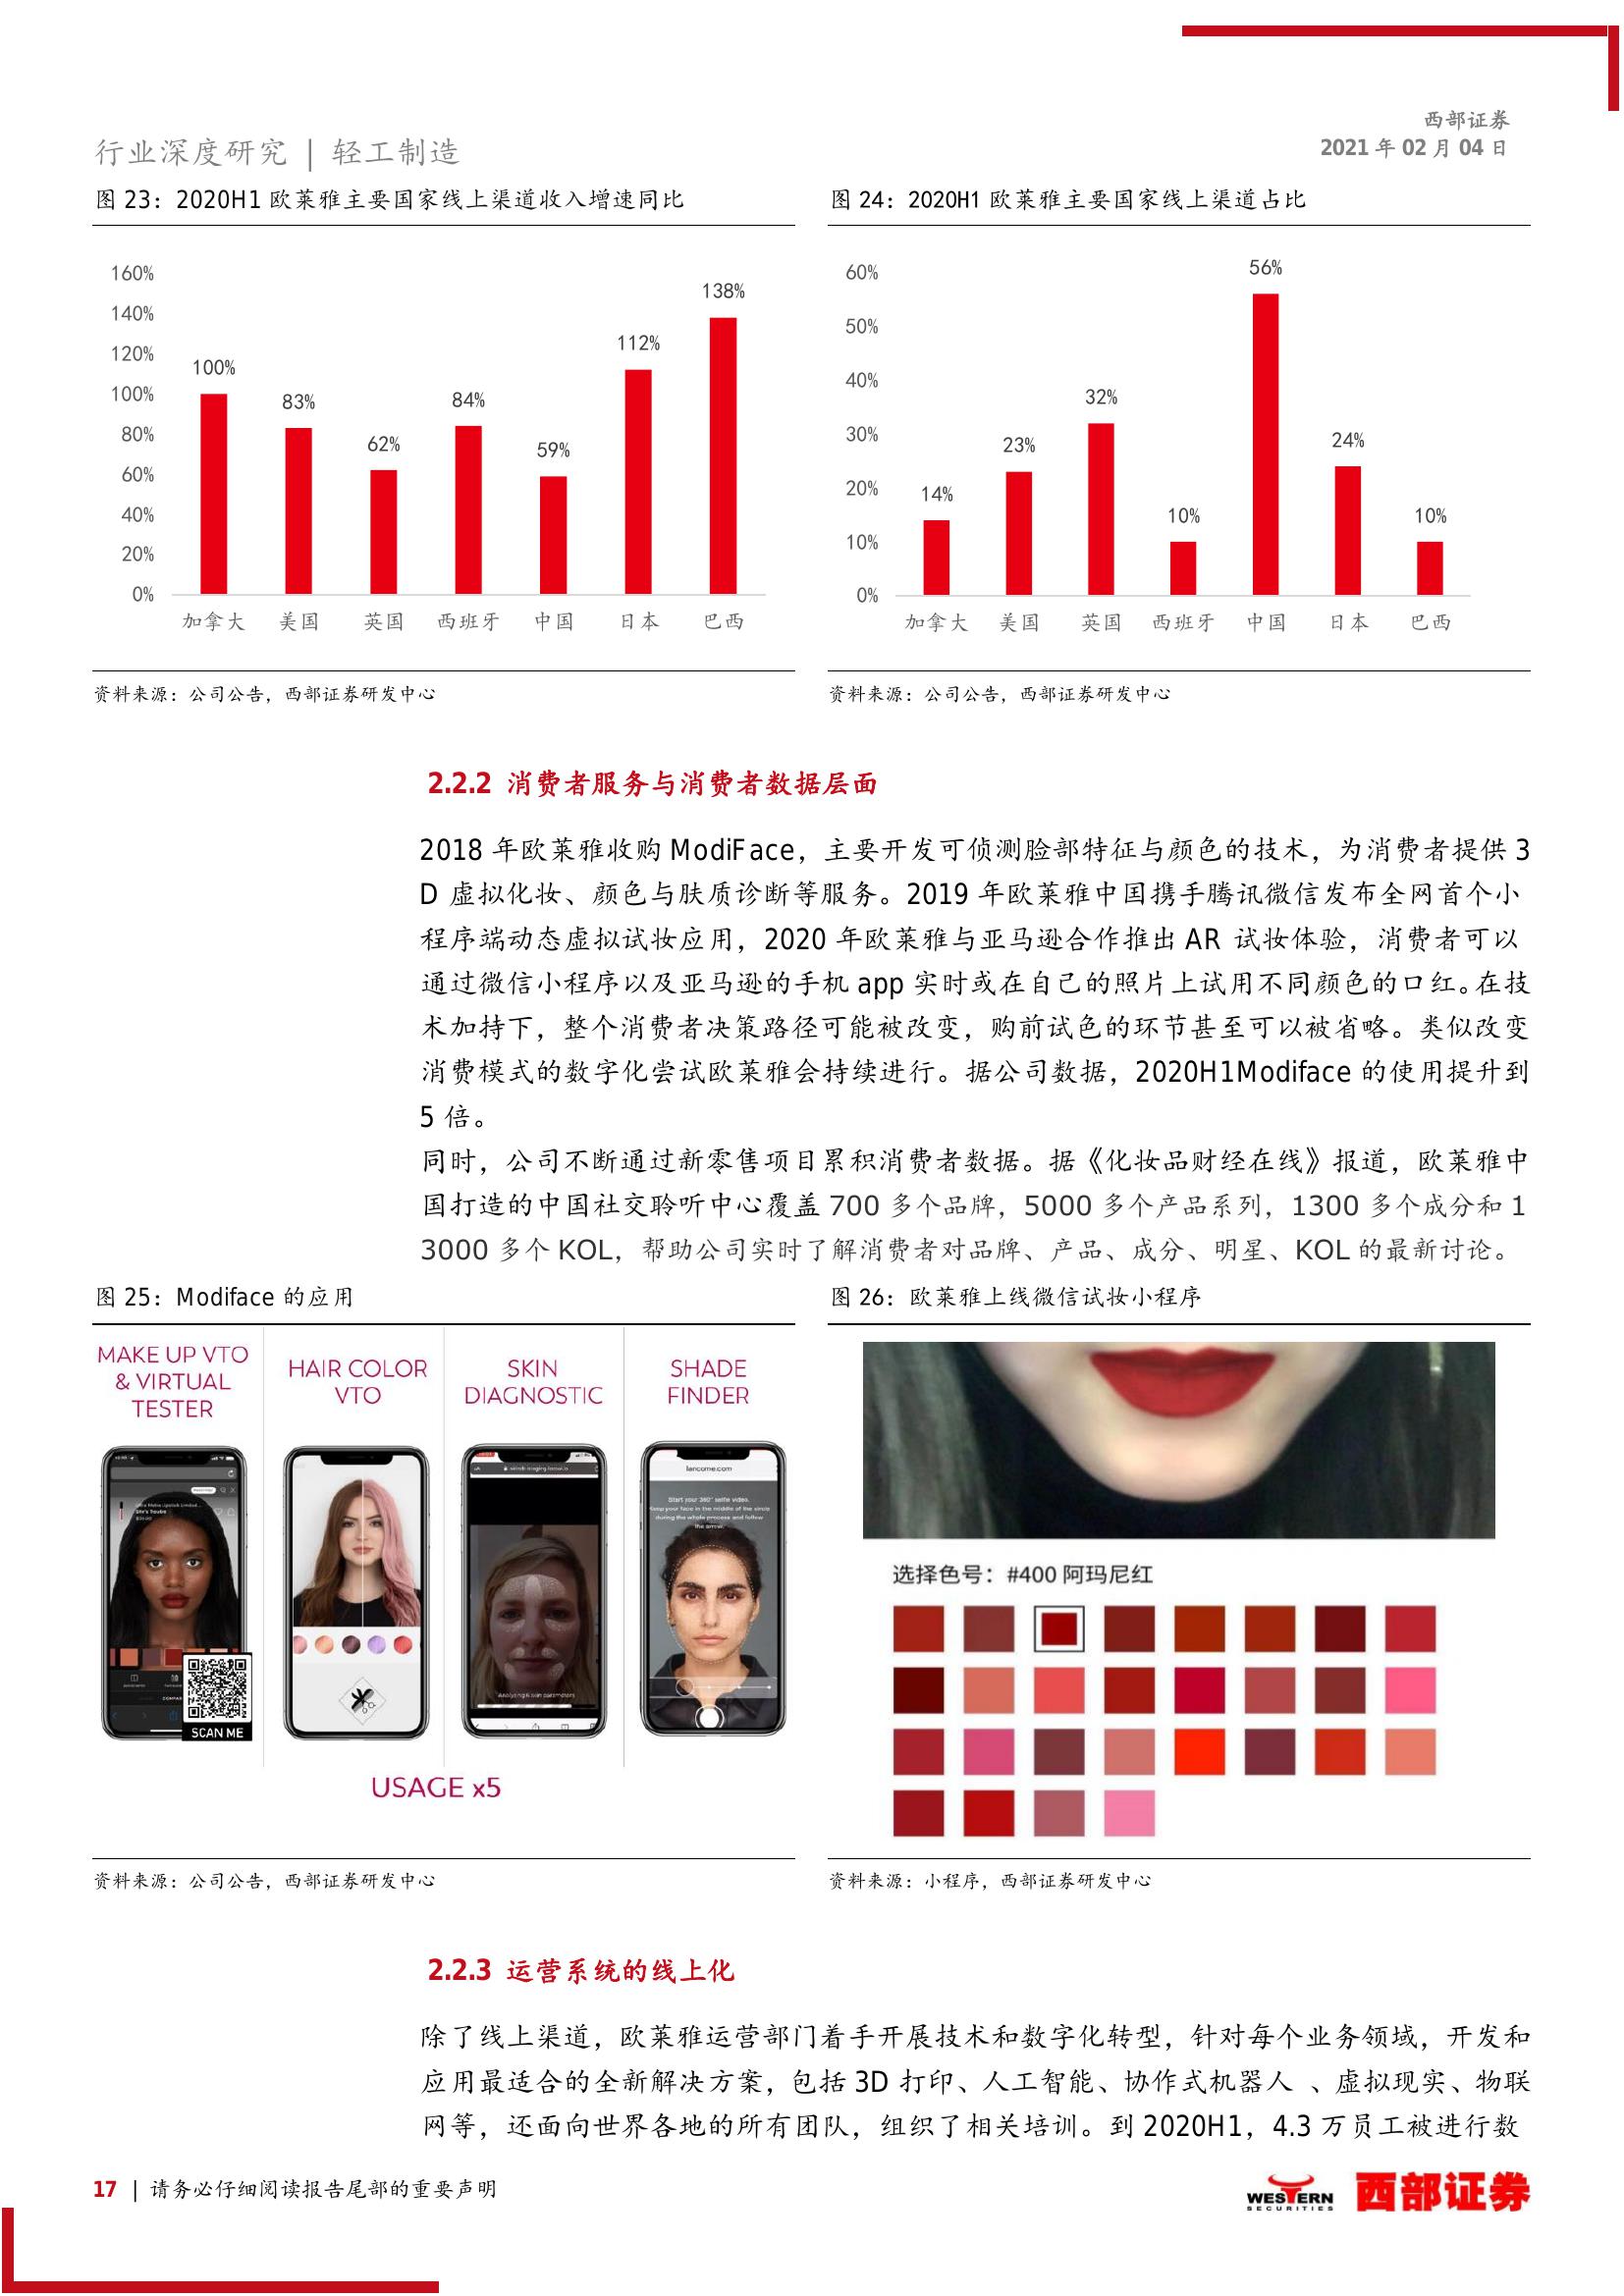 西部证券
2021 年 02 月 04 日
行业深度研究 | 轻工制造
图 23：2020H1 欧莱雅主要国家线上渠道收入增速同比
160%
140%
120%
100%
80%
60%
40%
20%
0%
100%
83%
62%
84%
59%
112%
138%
加拿大 美国 英国 西班牙 中国 日本 巴西
资料来源：公司公告，西部证券研发中心
图 24：2020H1 欧莱雅主要国家线上渠道占比
60%
50%
40%
30%
20%
10%
0%
14%
23%
32%
10%
56%
24%
10%
加拿大 美国 英国 西班牙 中国 日本 巴西
资料来源：公司公告，西部证券研发中心
2.2.2 消费者服务与消费者数据层面
2018 年欧莱雅收购 ModiFace，主要开发可侦测脸部特征与颜色的技术，为消费者提供 3
D 虚拟化妆、颜色与肤质诊断等服务。2019 年欧莱雅中国携手腾讯微信发布全网首个小
程序端动态虚拟试妆应用，2020 年欧莱雅与亚马逊合作推出 AR 试妆体验，消费者可以
通过微信小程序以及亚马逊的手机 app 实时或在自己的照片上试用不同颜色的口红。在技
术加持下，整个消费者决策路径可能被改变，购前试色的环节甚至可以被省略。类似改变
消费模式的数字化尝试欧莱雅会持续进行。据公司数据，2020H1Modiface 的使用提升到
5 倍。
同时，公司不断通过新零售项目累积消费者数据。据《化妆品财经在线》报道，欧莱雅中
国打造的中国社交聆听中心覆盖 700 多个品牌，5000 多个产品系列，1300 多个成分和 1
3000 多个 KOL，帮助公司实时了解消费者对品牌、产品、成分、明星、KOL 的最新讨论。
图 25：Modiface 的应用
MAKE UP VTO
& VIRTUAL
TESTER
HAIR COLOR
VTO
SKIN
DIAGNOSTIC
SHADE
FINDER
SCAN ME
lancome.com
Start your 360° selfie video.
Keep your face in the middle of the circle
during the whole process and follow
the arrow.
USAGE x5
资料来源：公司公告，西部证券研发中心
图 26：欧莱雅上线微信试妆小程序
选择色号：#400 阿玛尼红
资料来源：小程序，西部证券研发中心
2.2.3 运营系统的线上化
除了线上渠道，欧莱雅运营部门着手开展技术和数字化转型，针对每个业务领域，开发和
应用最适合的全新解决方案，包括 3D 打印、人工智能、协作式机器人 、虚拟现实、物联
网等，还面向世界各地的所有团队，组织了相关培训。到 2020H1，4.3 万员工被进行数
17 | 请务必仔细阅读报告尾部的重要声明
WESTERN
SECURITIES
西部证券